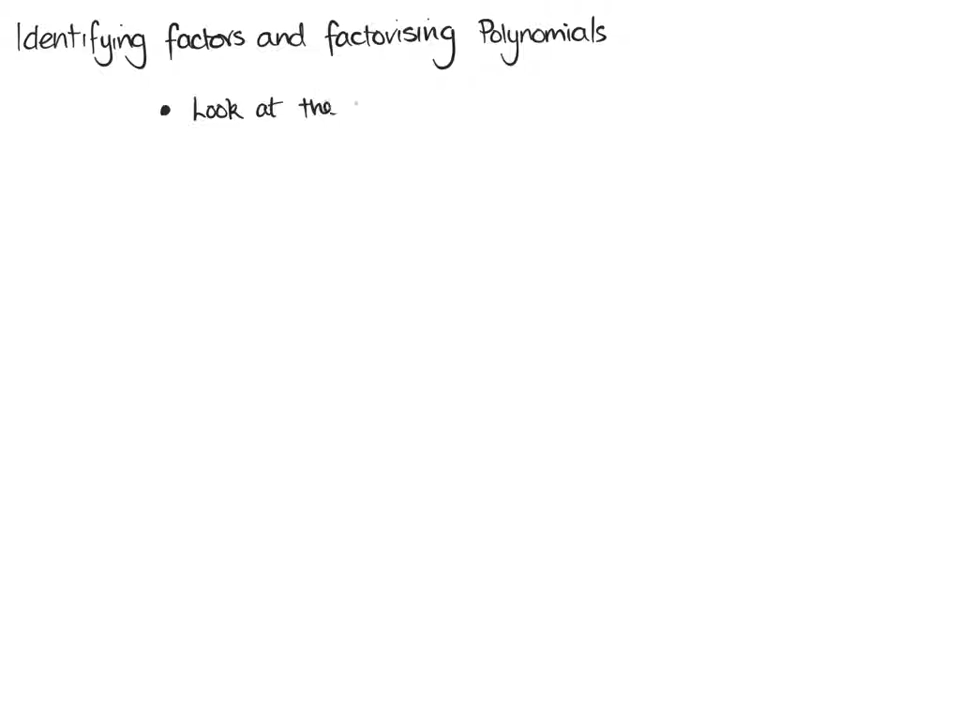 Identifying factors and factorising Polynomials
• Look at the